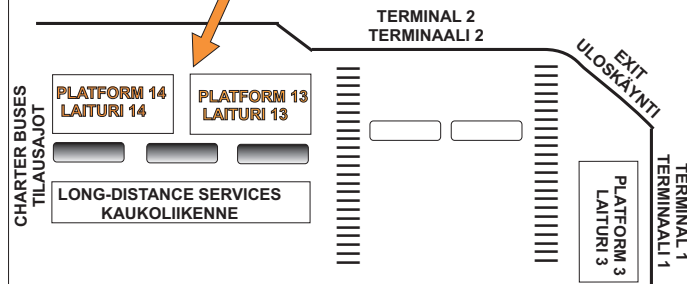 TERMINAL 2
TERMINAALI 2
EXIT
ULOSKÄYNTI
PLATFORM 14
LAITURI 14
PLATFORM 13
LAITURI 13
CHARTER BUSES
TILAUSAJOT
LONG-DISTANCE SERVICES
KAUKOLIIKENNE
PLATFORM 3
LAITURI 3
TERMINAL 1
TERMINAALI 1